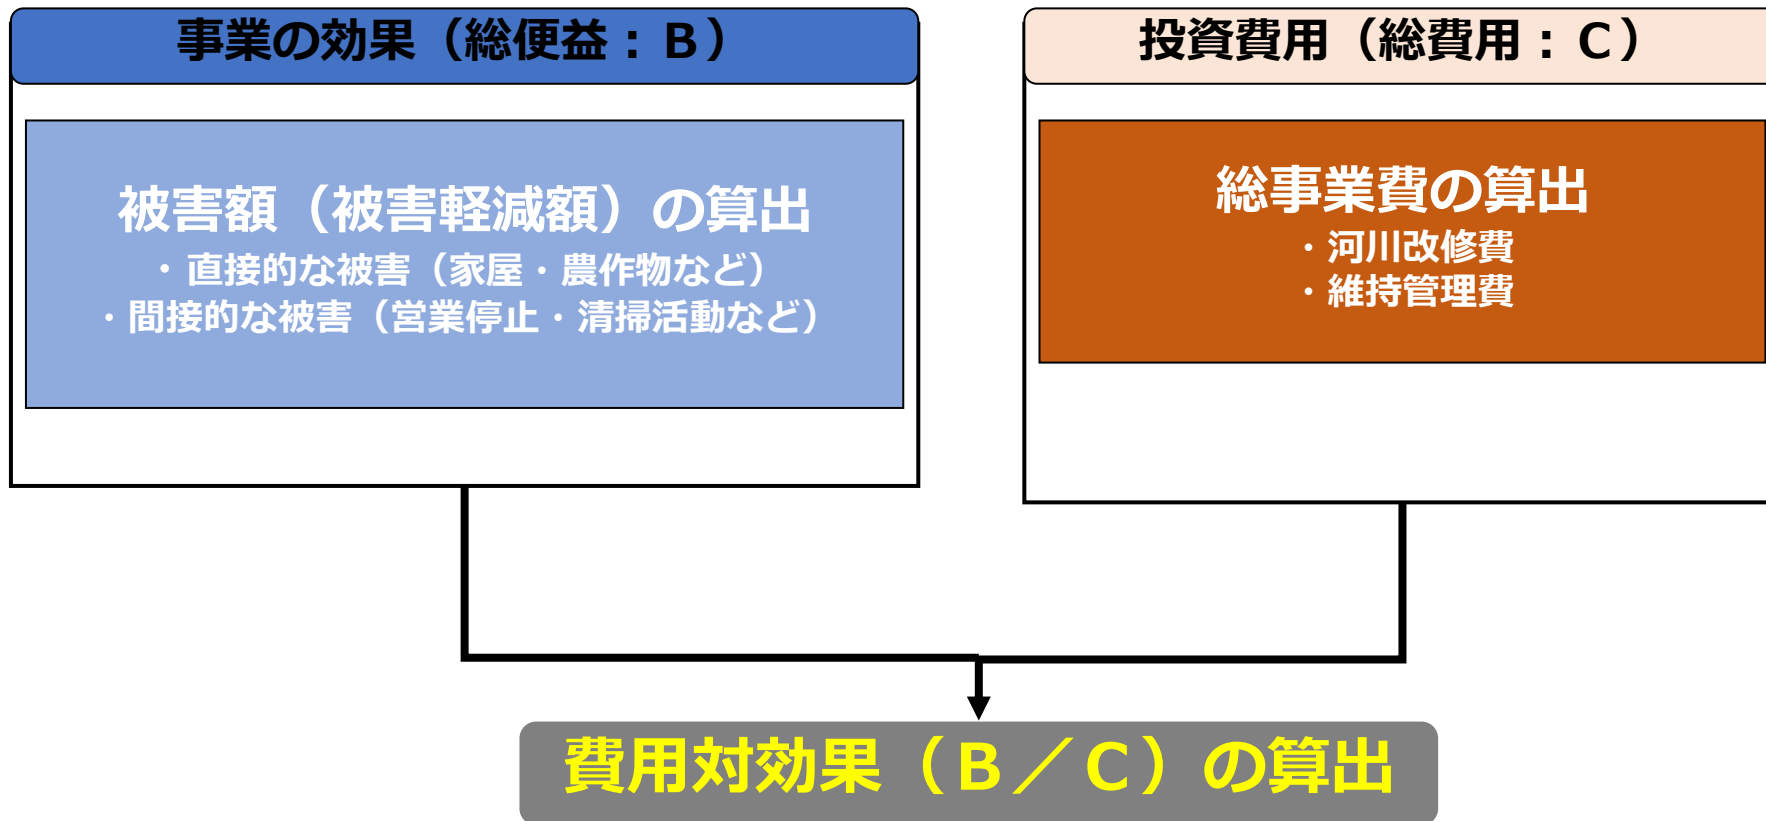 事業の効果（総便益：Ｂ）
被害額（被害軽減額）の算出
・直接的な被害（家屋・農作物など）
・間接的な被害（営業停止・清掃活動など）
投資費用（総費用：Ｃ）
総事業費の算出
・河川改修費
・維持管理費
費用対効果（Ｂ／Ｃ）の算出